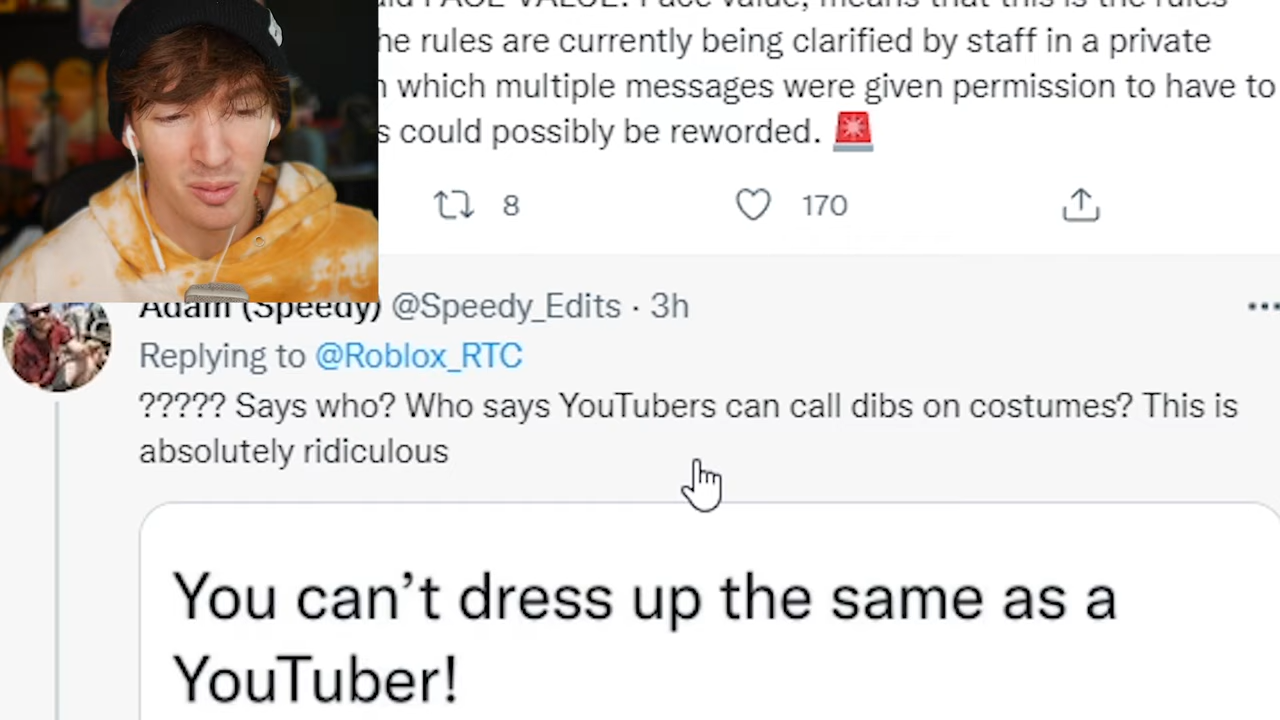 FACE VALUE. Face value, means that this is the rules
he rules are currently being clarified by staff in a private
which multiple messages were given permission to have to
s could possibly be reworded. 🚨
8 170
Adam (Speedy) @Speedy_Edits · 3h
Replying to @Roblox_RTC
????? Says who? Who says YouTubers can call dibs on costumes? This is
absolutely ridiculous
You can’t dress up the same as a
YouTuber!